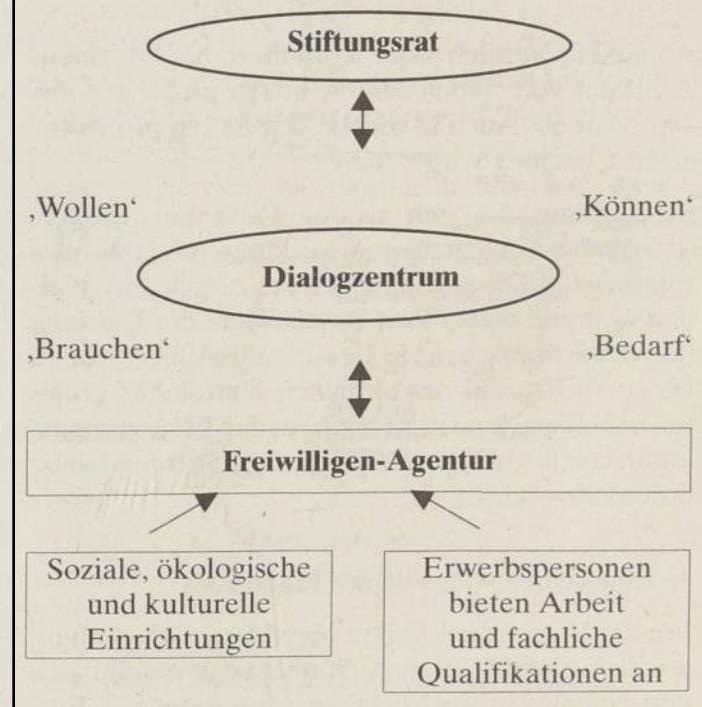 Stiftungsrat
‚Wollen‘ ‚Können‘
Dialogzentrum
‚Brauchen‘ ‚Bedarf‘
Freiwilligen-Agentur
Soziale, ökologische
und kulturelle
Einrichtungen
Erwerbspersonen
bieten Arbeit
und fachliche
Qualifikationen an